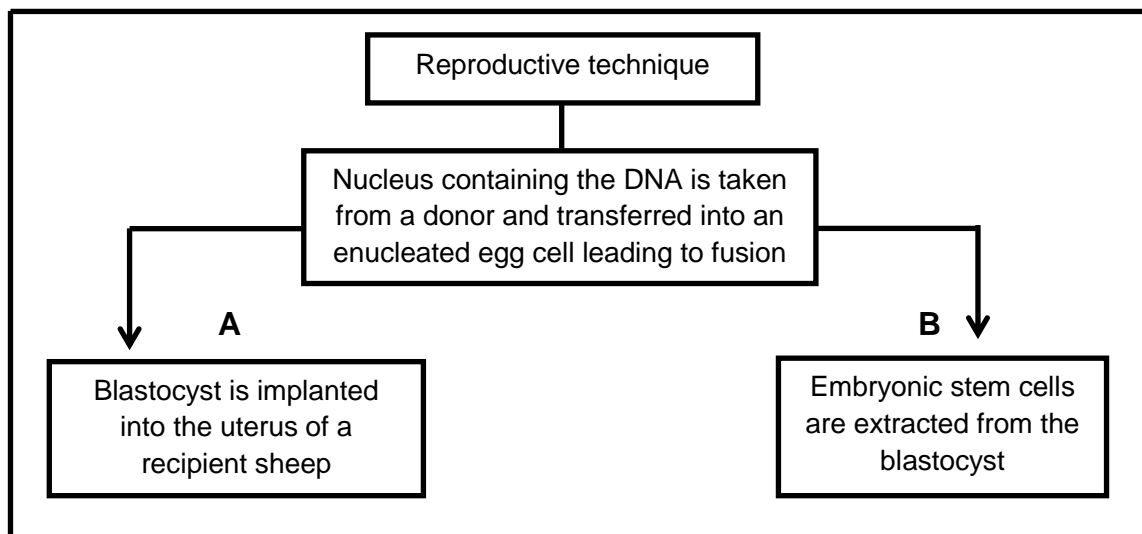 Reproductive technique
Nucleus containing the DNA is taken
from a donor and transferred into an
enucleated egg cell leading to fusion
A
B
Blastocyst is implanted
into the uterus of a
recipient sheep
Embryonic stem cells
are extracted from the
blastocyst